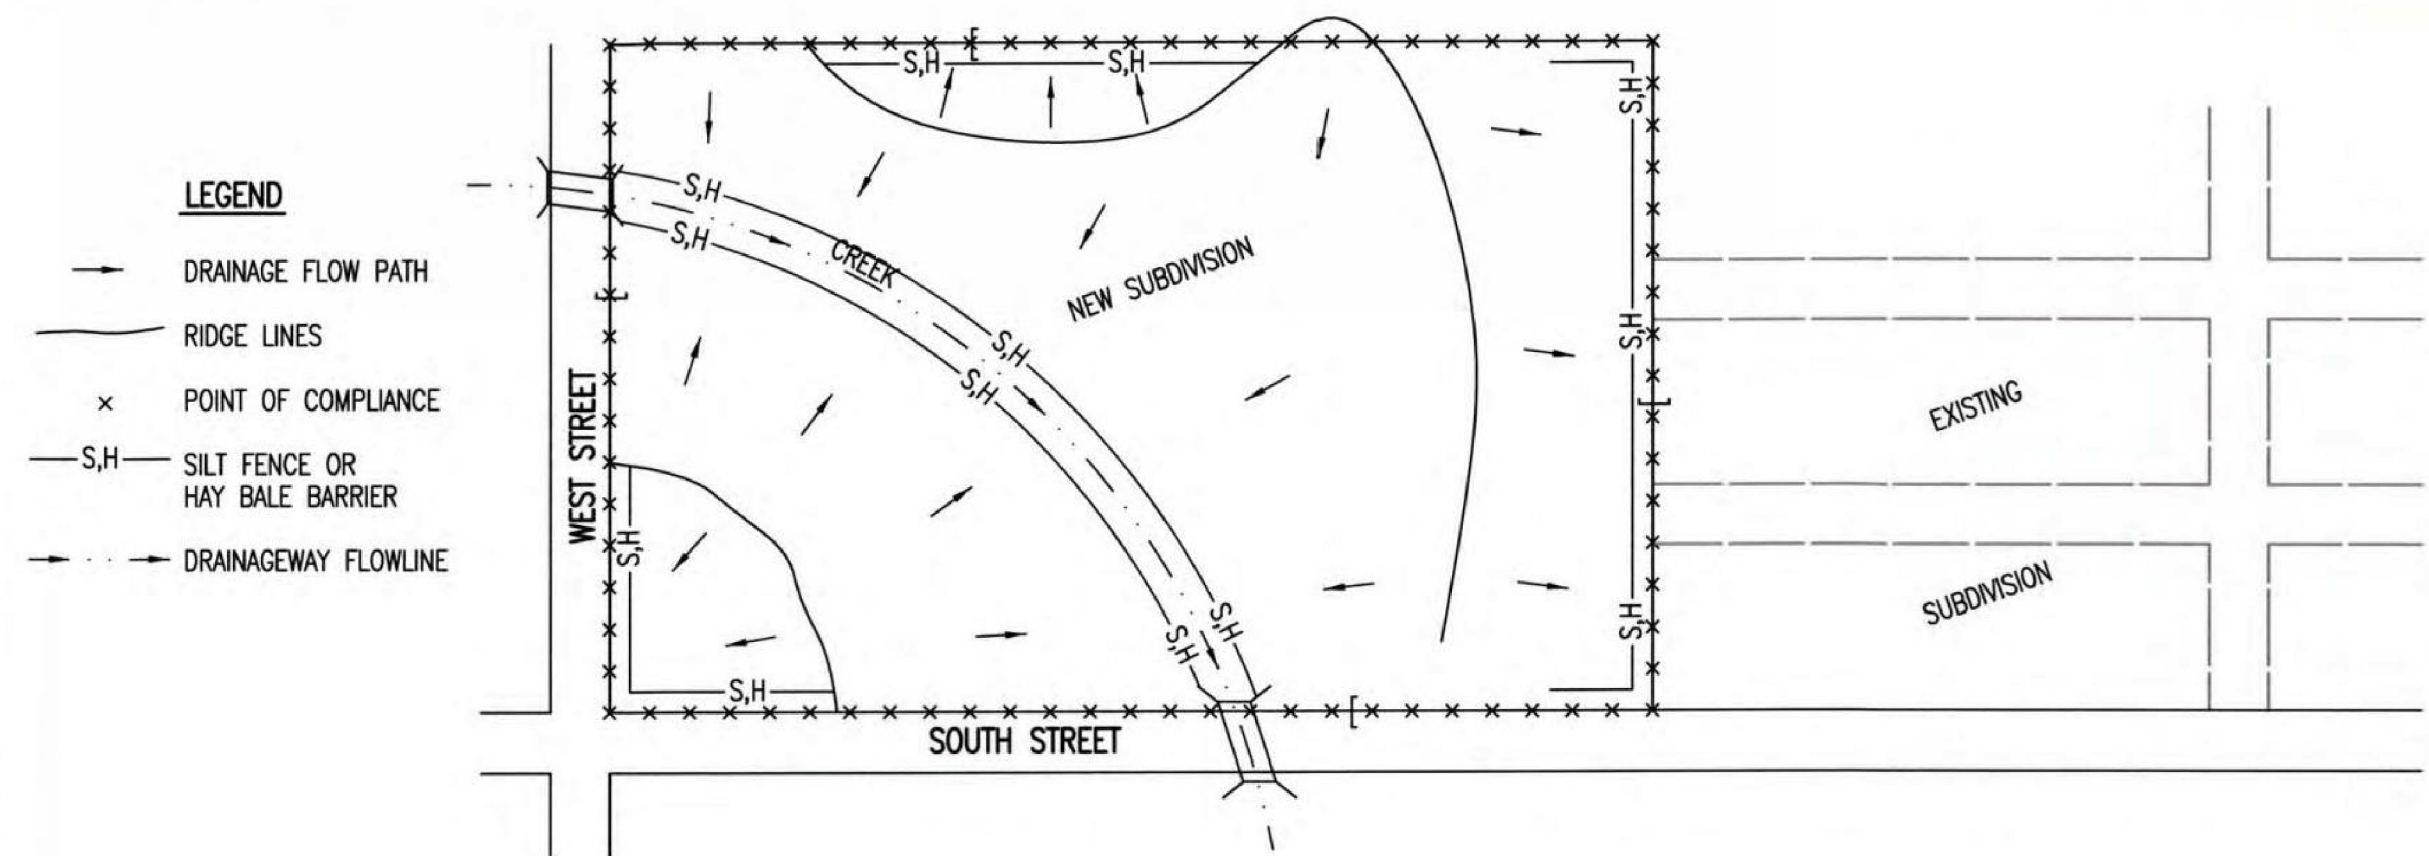 LEGEND
DRAINAGE FLOW PATH
RIDGE LINES
POINT OF COMPLIANCE
S,H
SILT FENCE OR
HAY BALE BARRIER
DRAINAGEWAY FLOWLINE
S,H
S,H
S,H
S,H
S,H
CREEK
NEW SUBDIVISION
S,H
S,H
S,H
WEST STREET
EXISTING
S,H
S,H
S,H
S,H
SUBDIVISION
S,H
SOUTH STREET